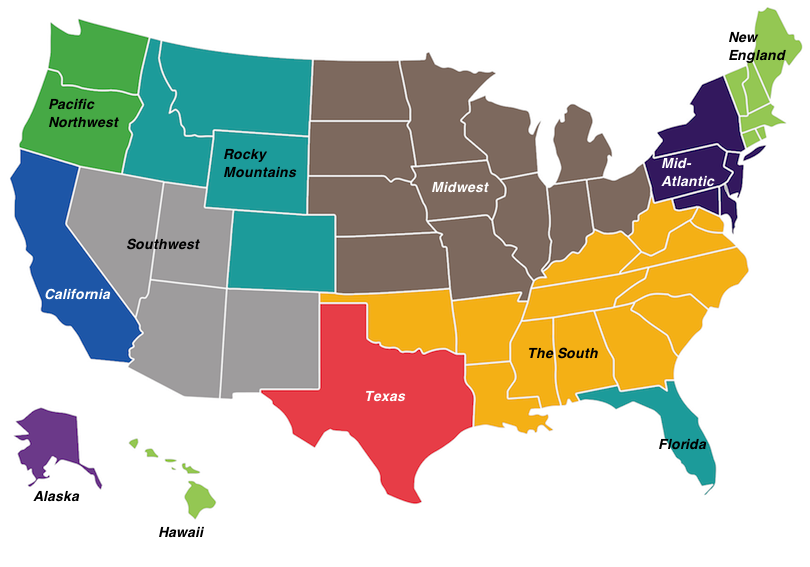 New
England
Pacific
Northwest
Rocky
Mountains
Mid-
Atlantic
Midwest
Southwest
California
The South
Texas
Florida
Alaska
Hawaii